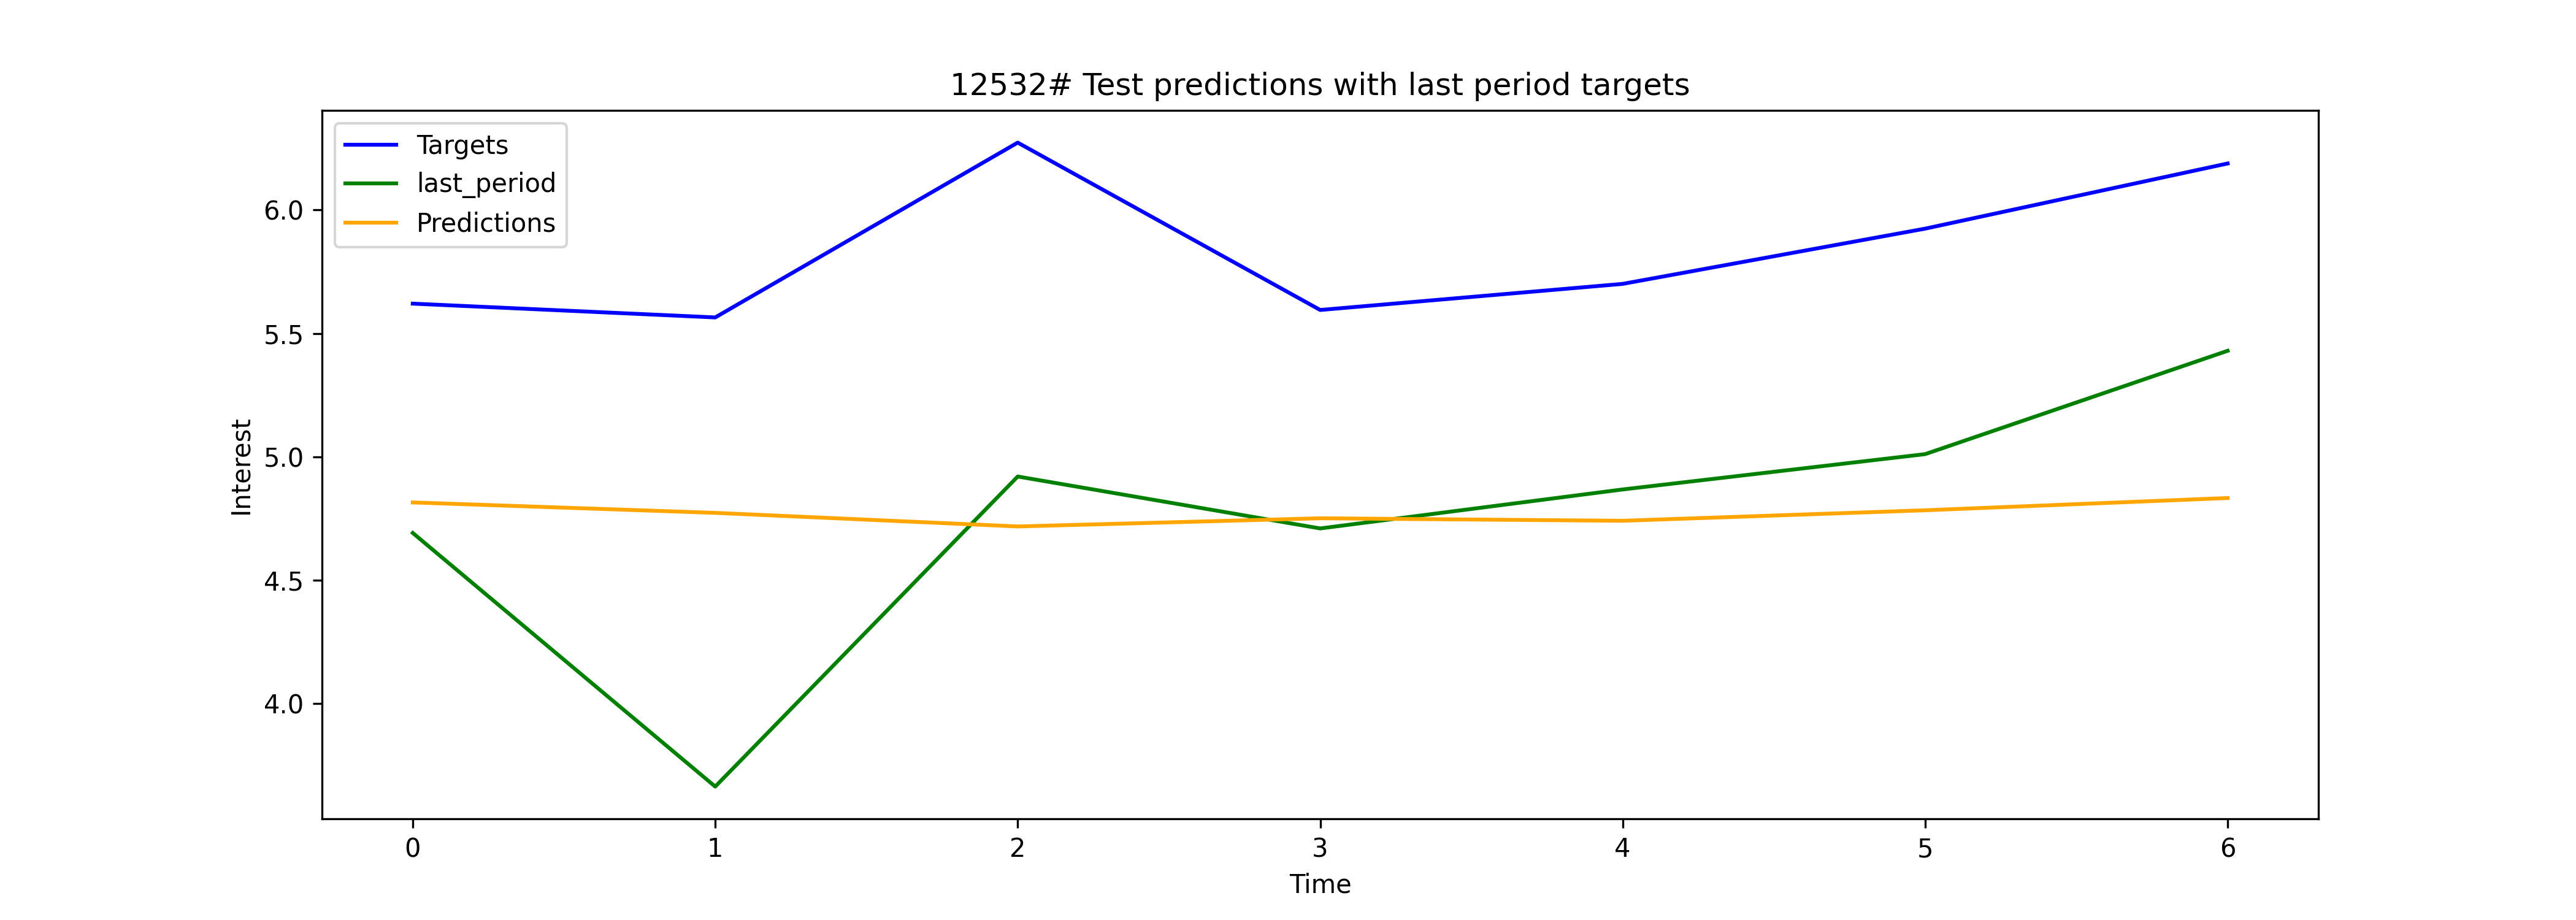 12532# Test predictions with last period targets
Targets
last_period
Predictions
Interest
6.0
5.5
5.0
4.5
4.0
0 1 2 3 4 5 6
Time